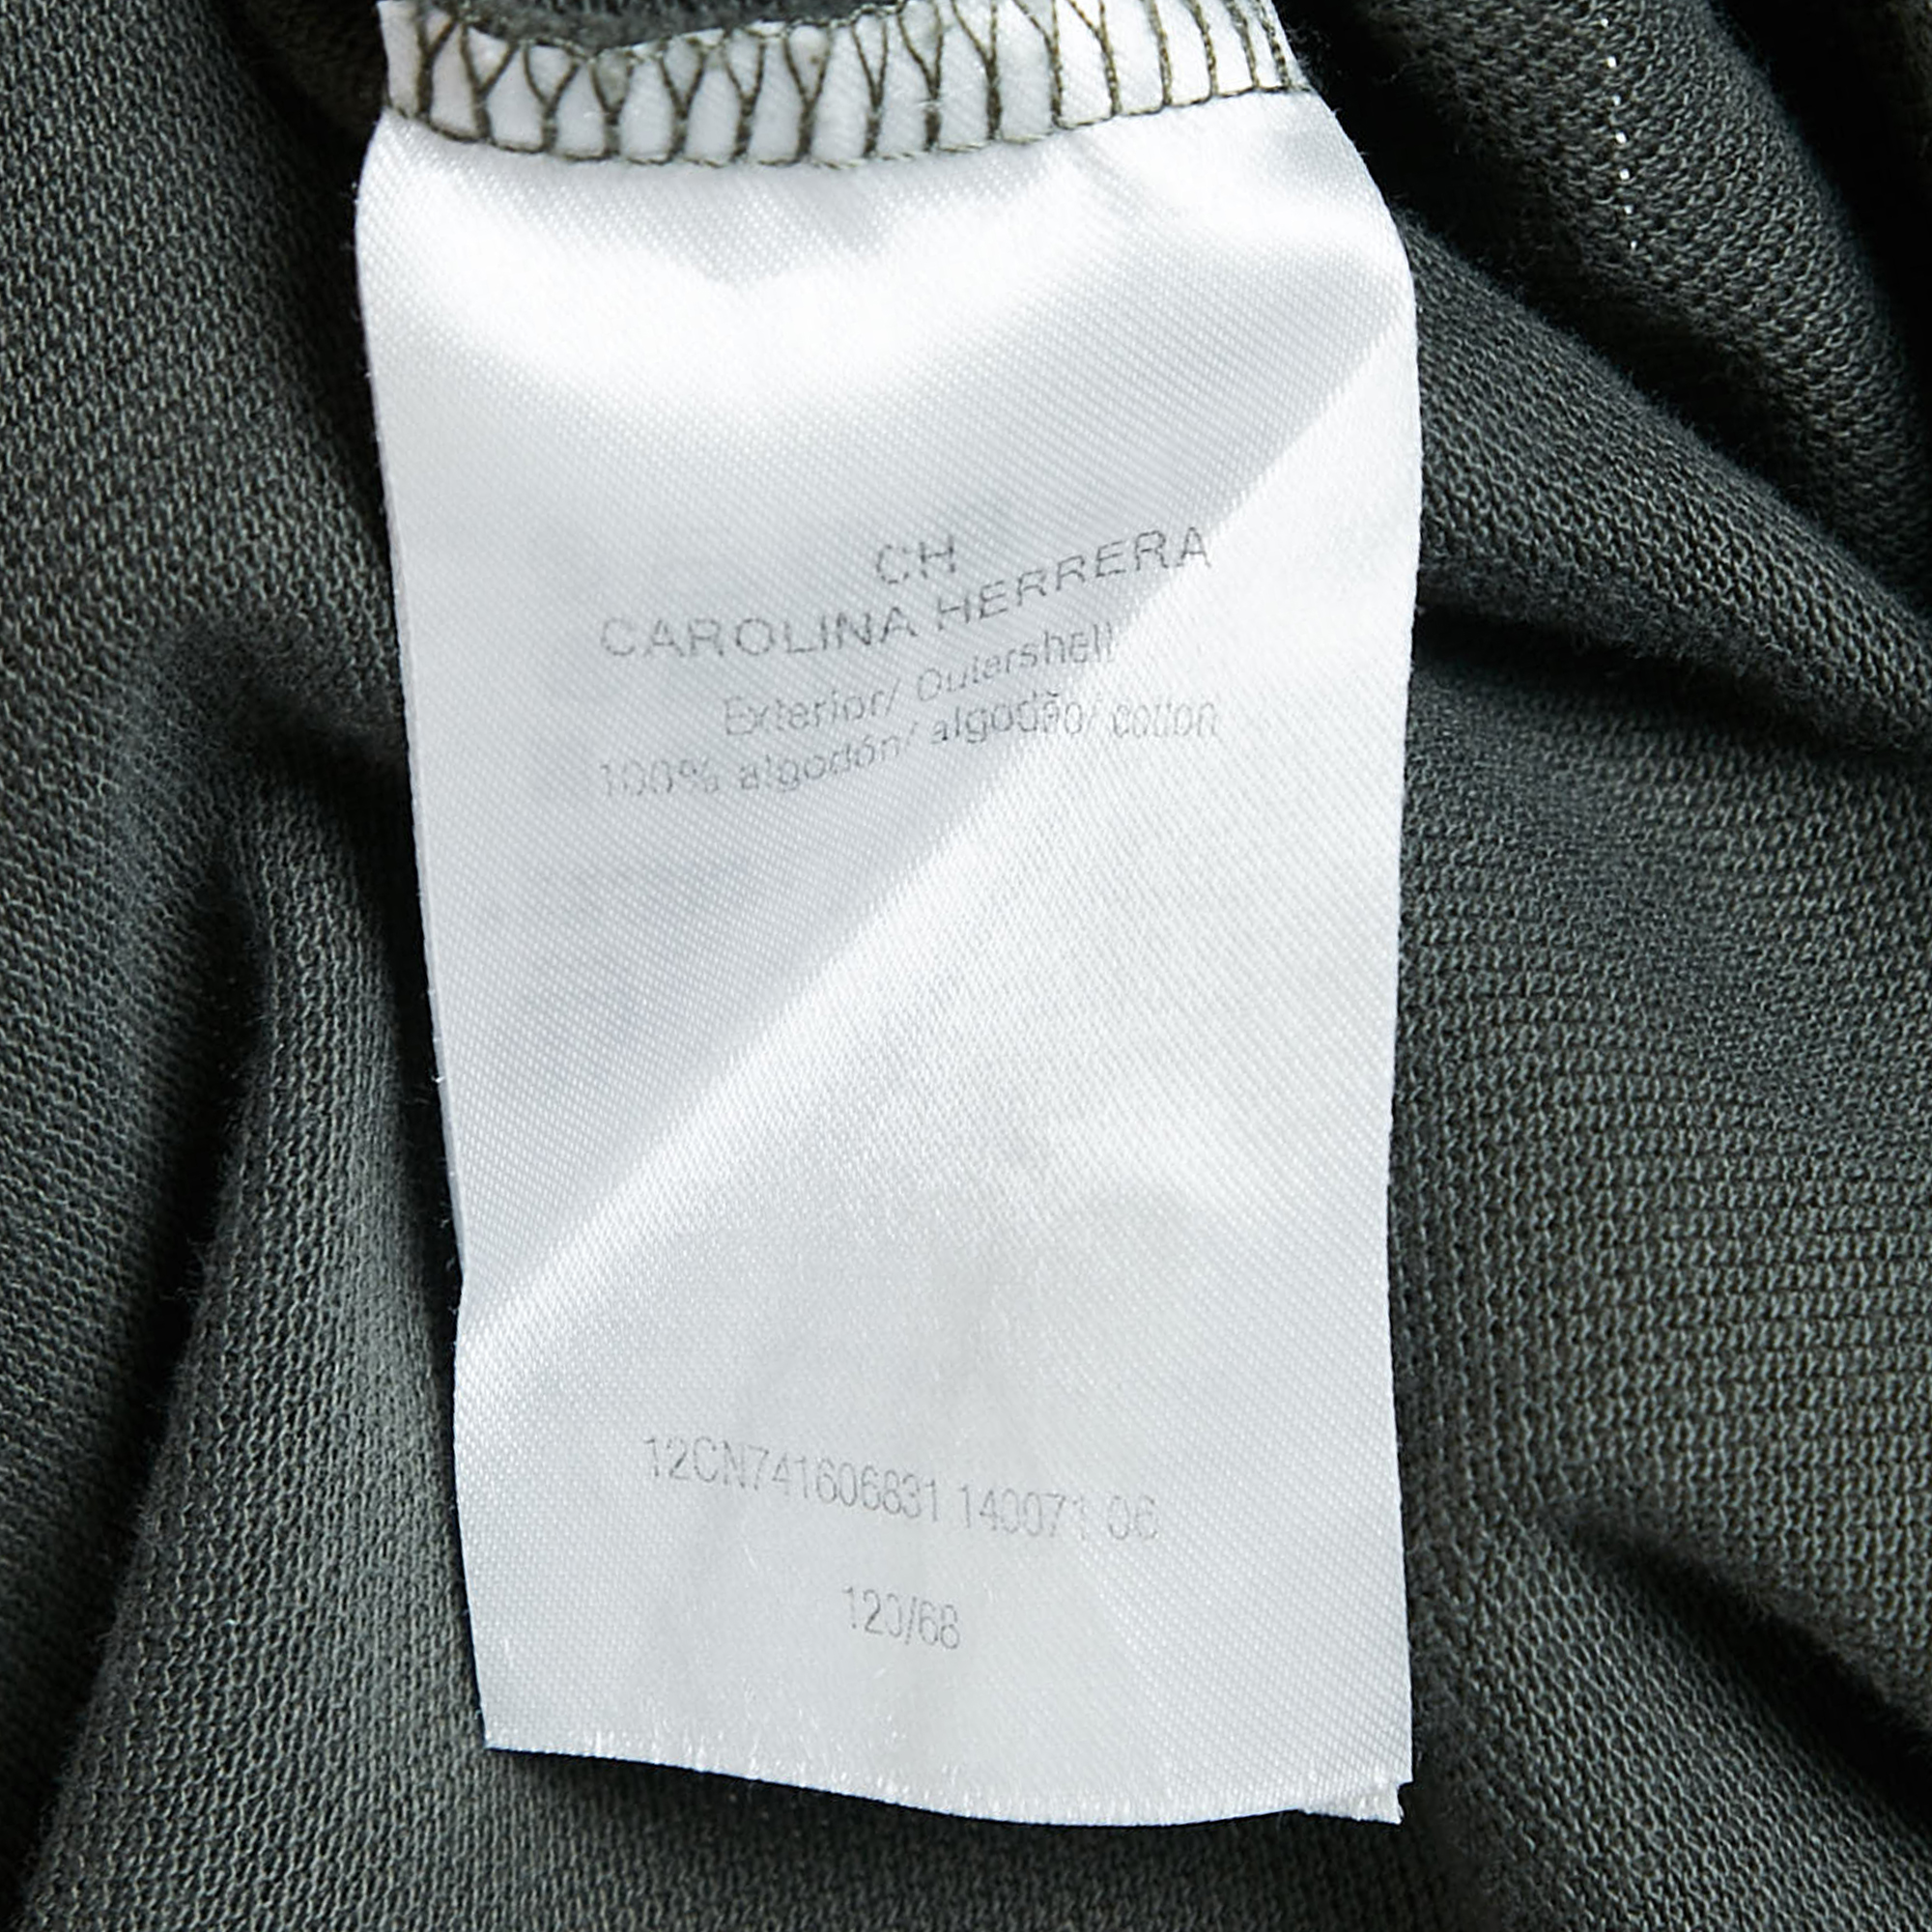 CH
CAROLINA HERRERA
Exterior/ Outershell
100% algodón/ algodão/ cotton
12CN741606831 140071 06
120/68